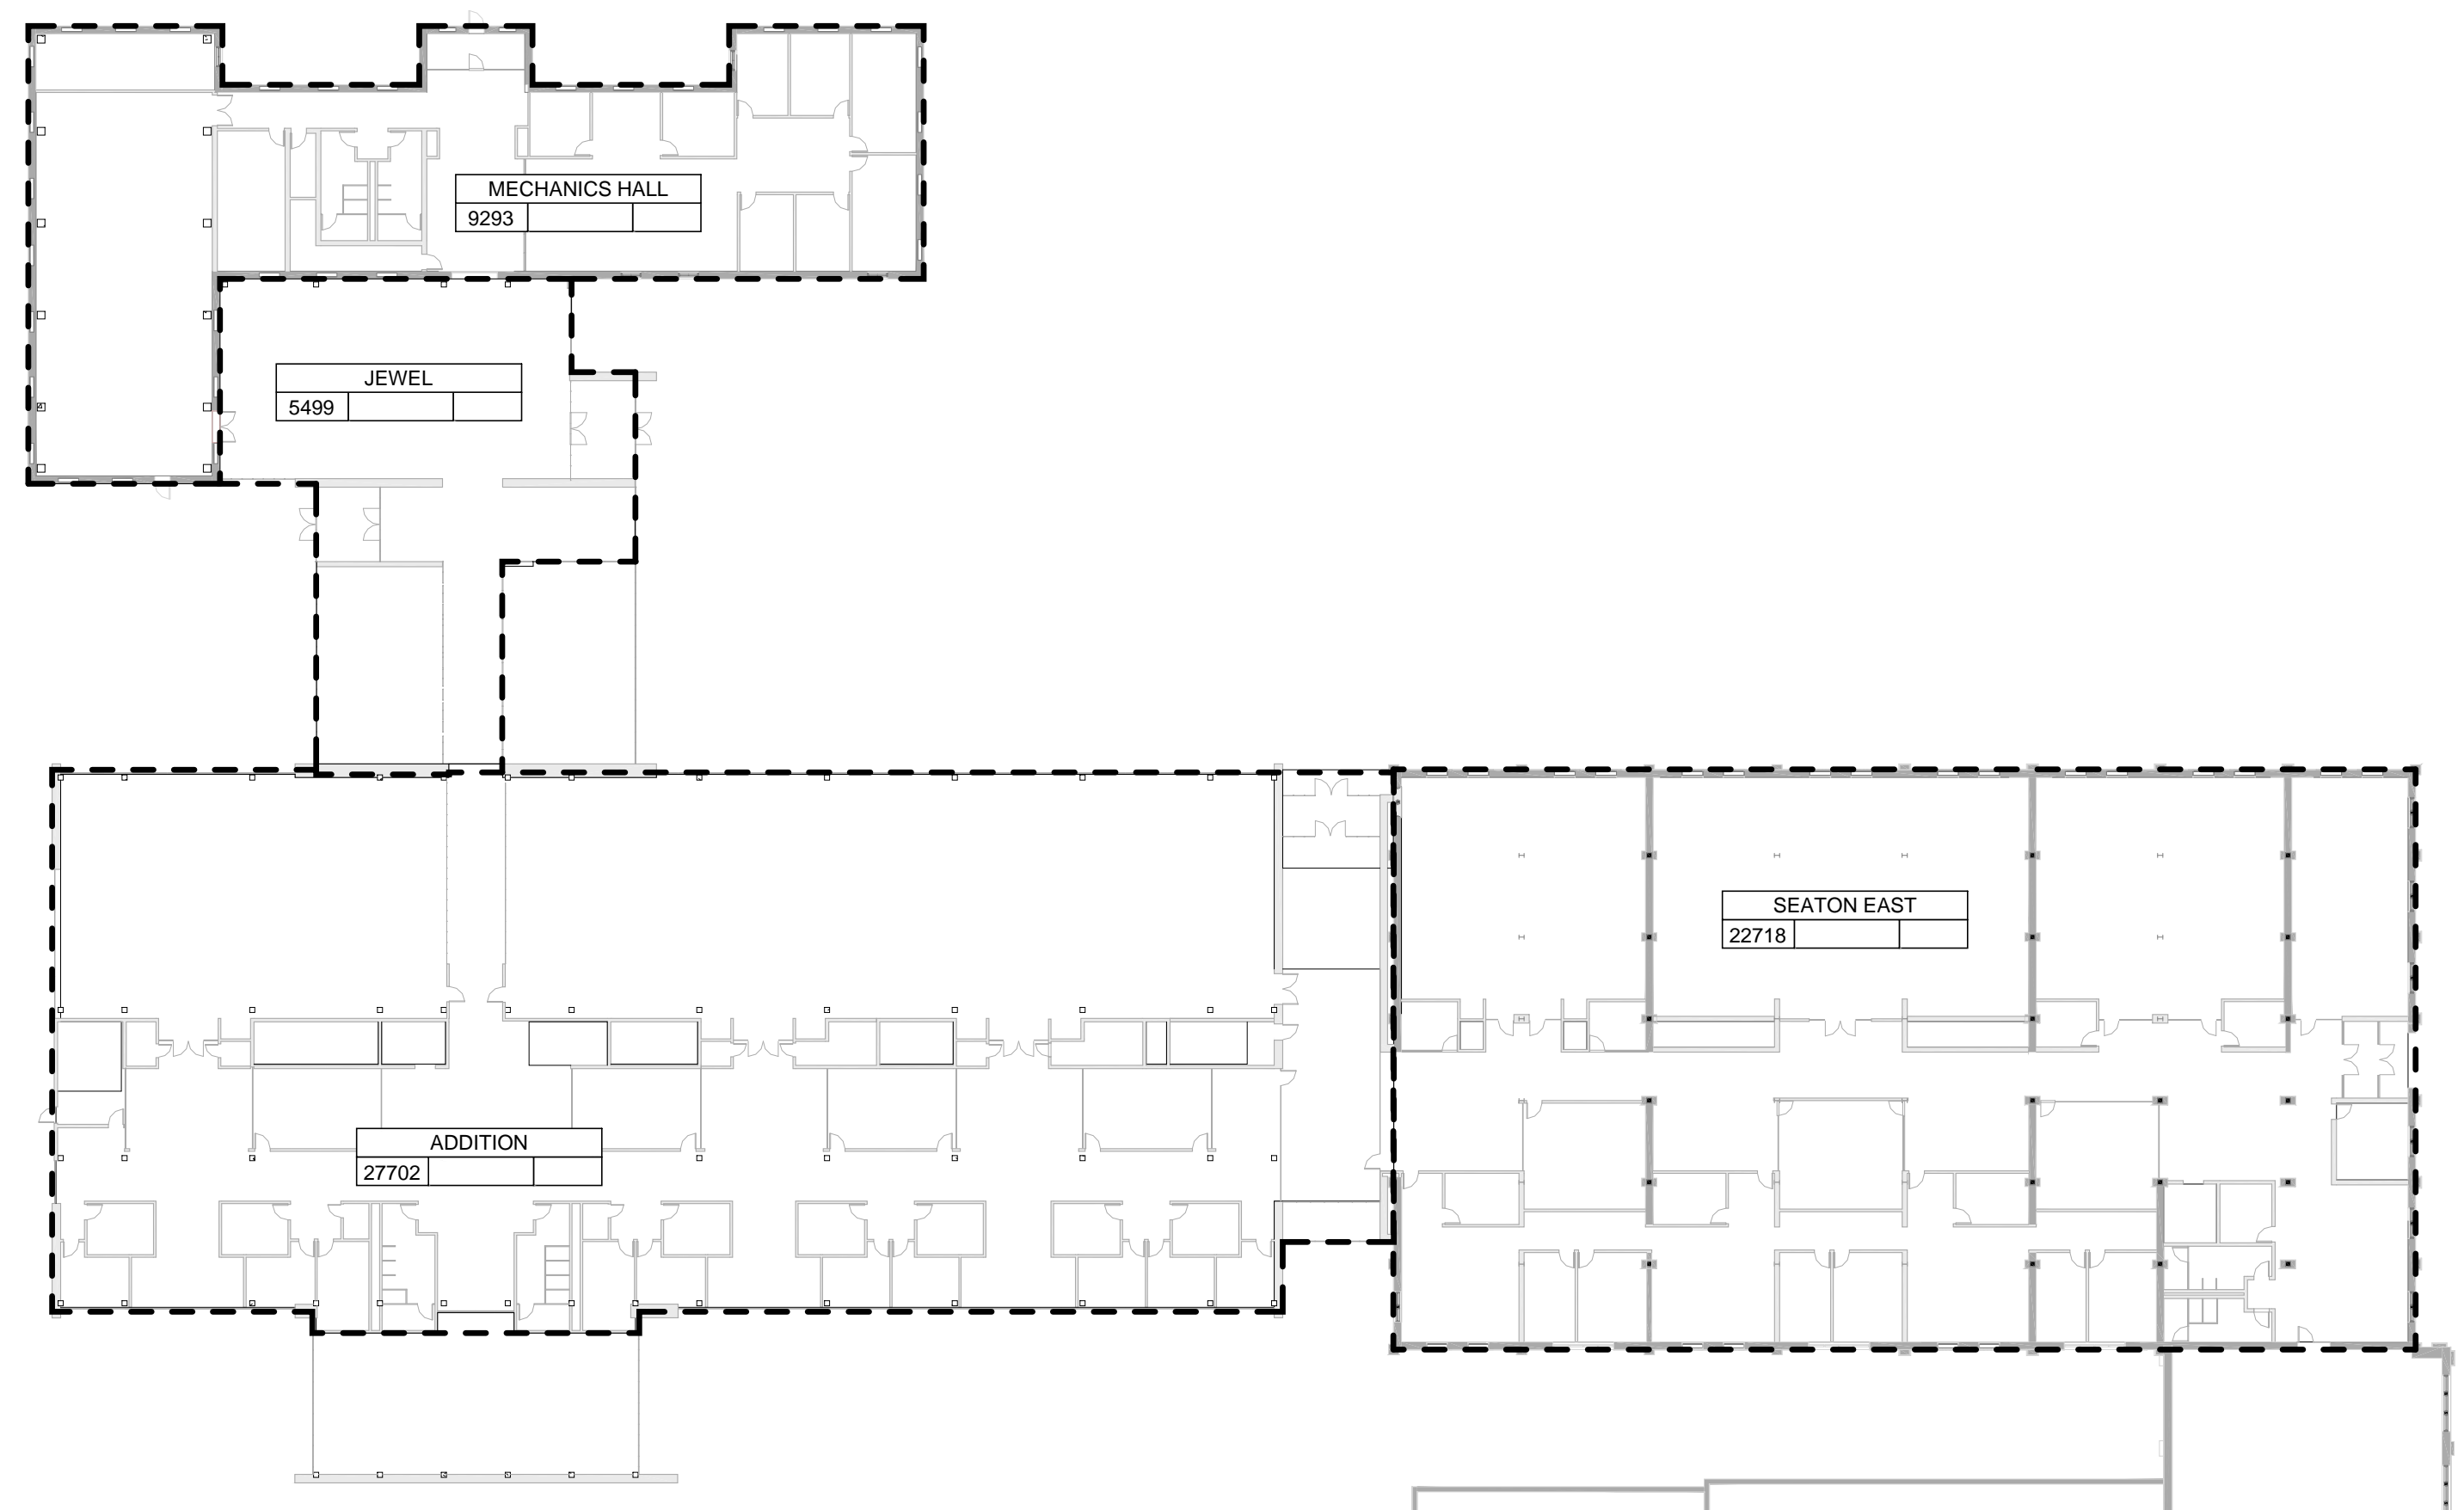 MECHANICS HALL
9293
JEWEL
5499
SEATON EAST
22718
ADDITION
27702